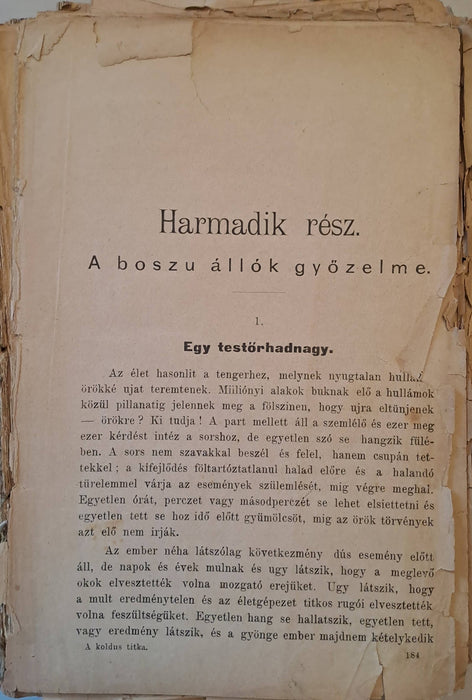 Harmadik rész.
A boszu állók győzelme.
1.
Egy testőrhadnagy.
Az élet hasonlit a tengerhez, melynek nyugtalan
örökké ujat teremtenek. Miiliónyi alakok buknak elő a hullámok
közül pillanatig jelennek meg a fölszinen, hogy ujra eltünjenek
— örökre? Ki tudja! A part mellett áll a szemlélő és ezer meg
ezer kérdést intéz a sorshoz, de egyetlen szó se hangzik fülé-
ben. A sors nem szavakkal beszél és felel, hanem csupán tet-
tekkel; a kifejlődés föltartóztatlanul halad előre és a halandó
türelemmel várja az események szülemlését, mig végre meghal.
Egyetlen órát, perczet vagy másodperczét se lehet elsiettetni és
egyetlen tett se hoz idő előtt gyümölcsöt, mig az örök törvények
azt elő nem irják.
Az ember néha látszólag következmény dús esemény előtt
áll, de napok és évek mulnak és ugy látszik, hogy a meglevő
okok elvesztették volna mozgató erejüket. Ugy látszik, hogy
a mult eredménytelen és az életgépezet titkos rugói elvesztették
volna feszültségüket. Egyetlen hang se hallatszik, egyetlen tett,
vagy eredmény látszik, és a gyönge ember majdnem kételykedik
A koldus titka.
184